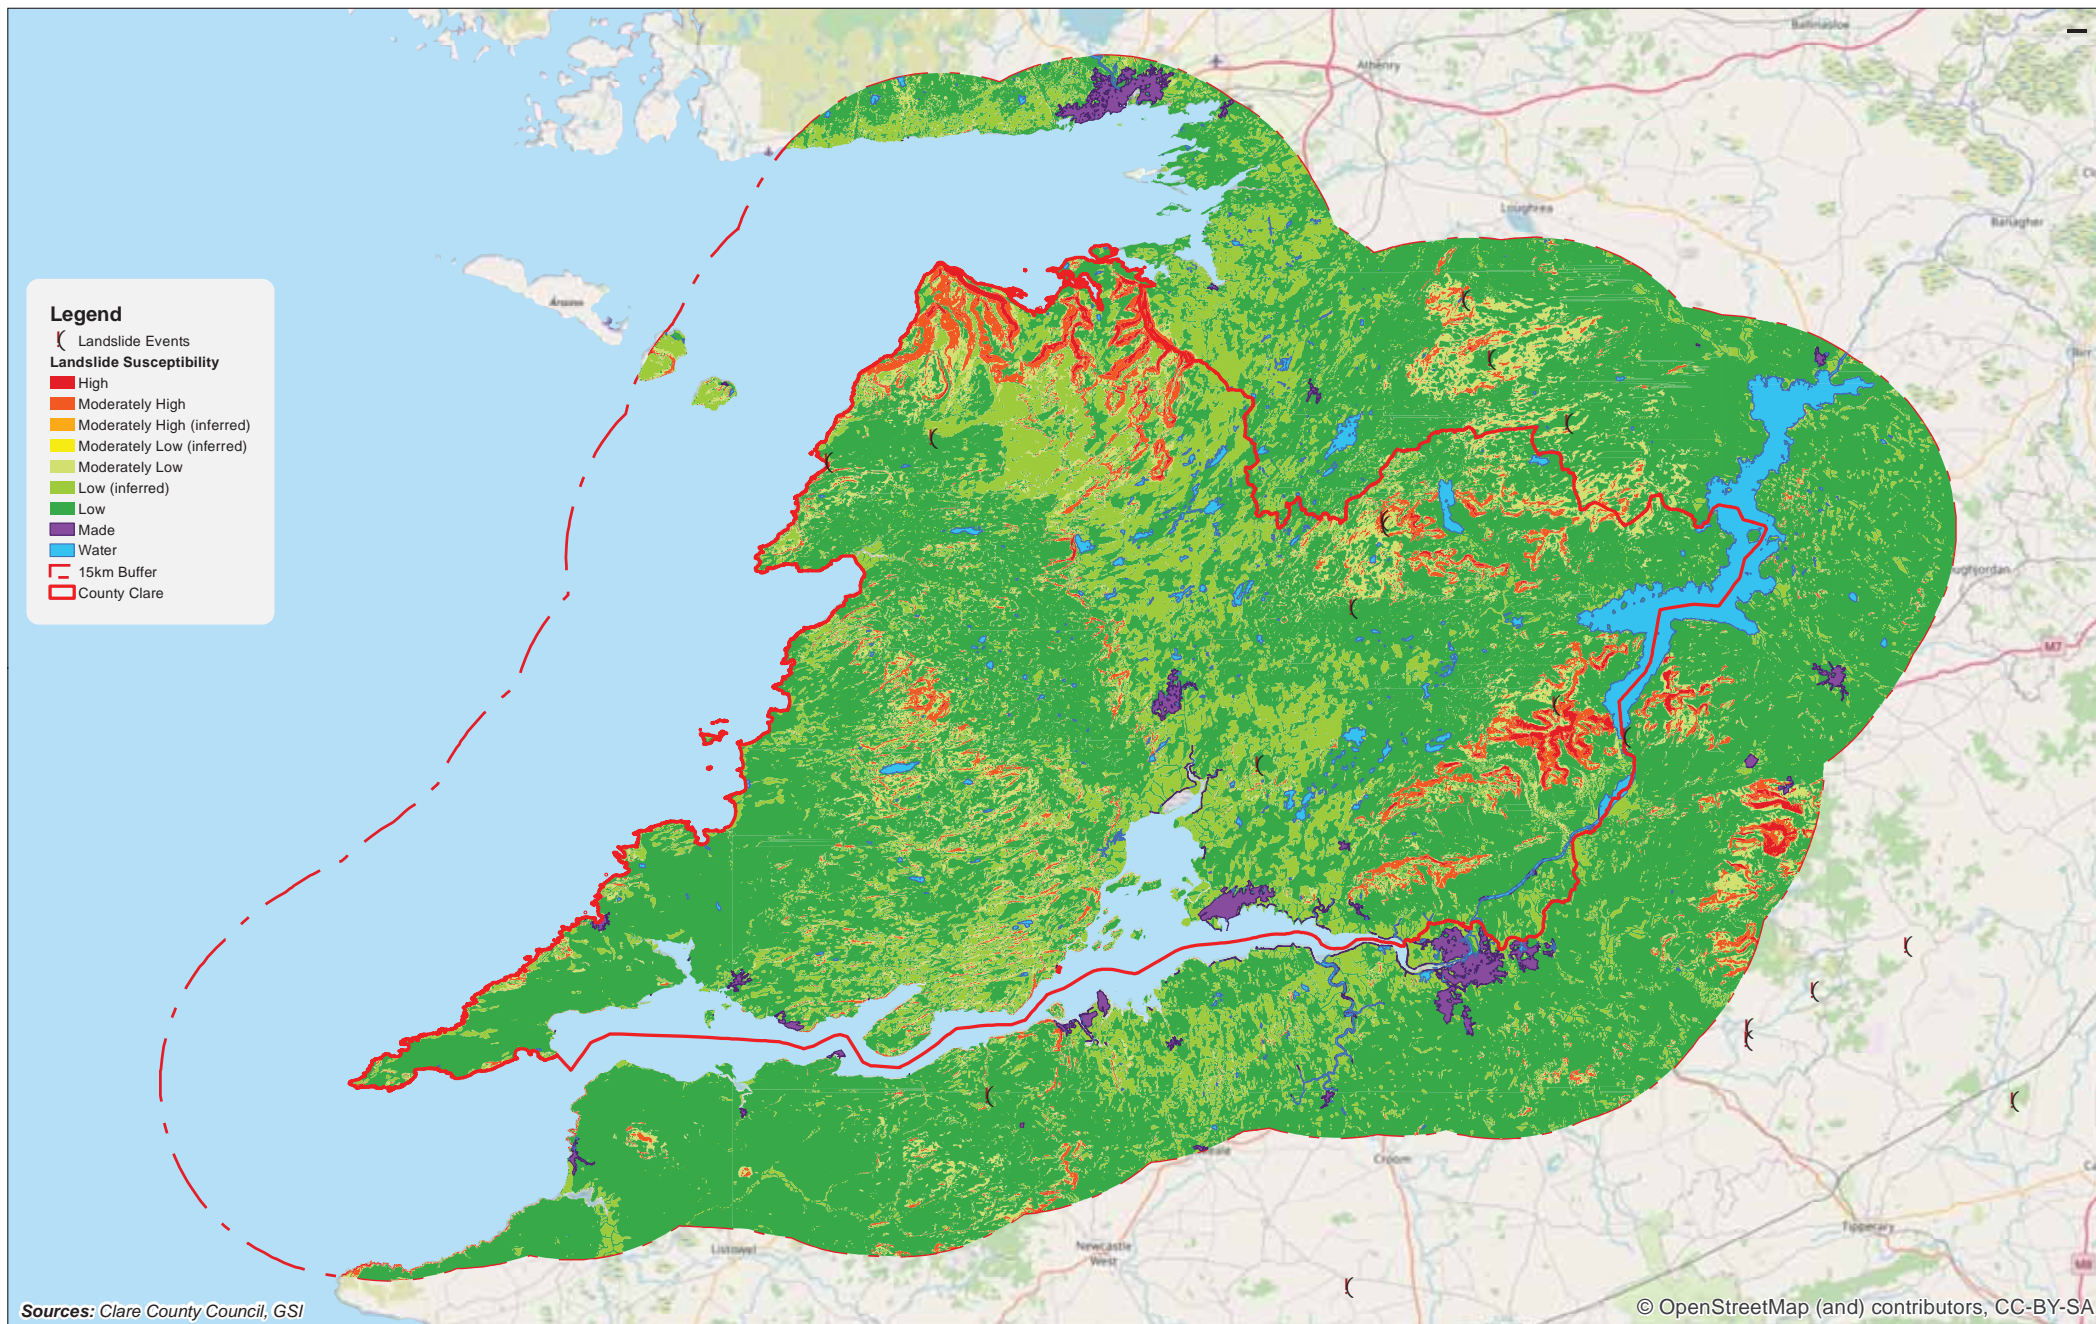 Ballinasloe
Athenry
Loughrea
Banagher
Legend
Landslide Events
Landslide Susceptibility
High
Moderately High
Moderately High (inferred)
Moderately Low (inferred)
Moderately Low
Low (inferred)
Low
Made
Water
15km Buffer
County Clare
M7
Croom
Tipperary
Listowel
Newcastle
West
M8
Sources: Clare County Council, GSI
© OpenStreetMap (and) contributors, CC-BY-SA